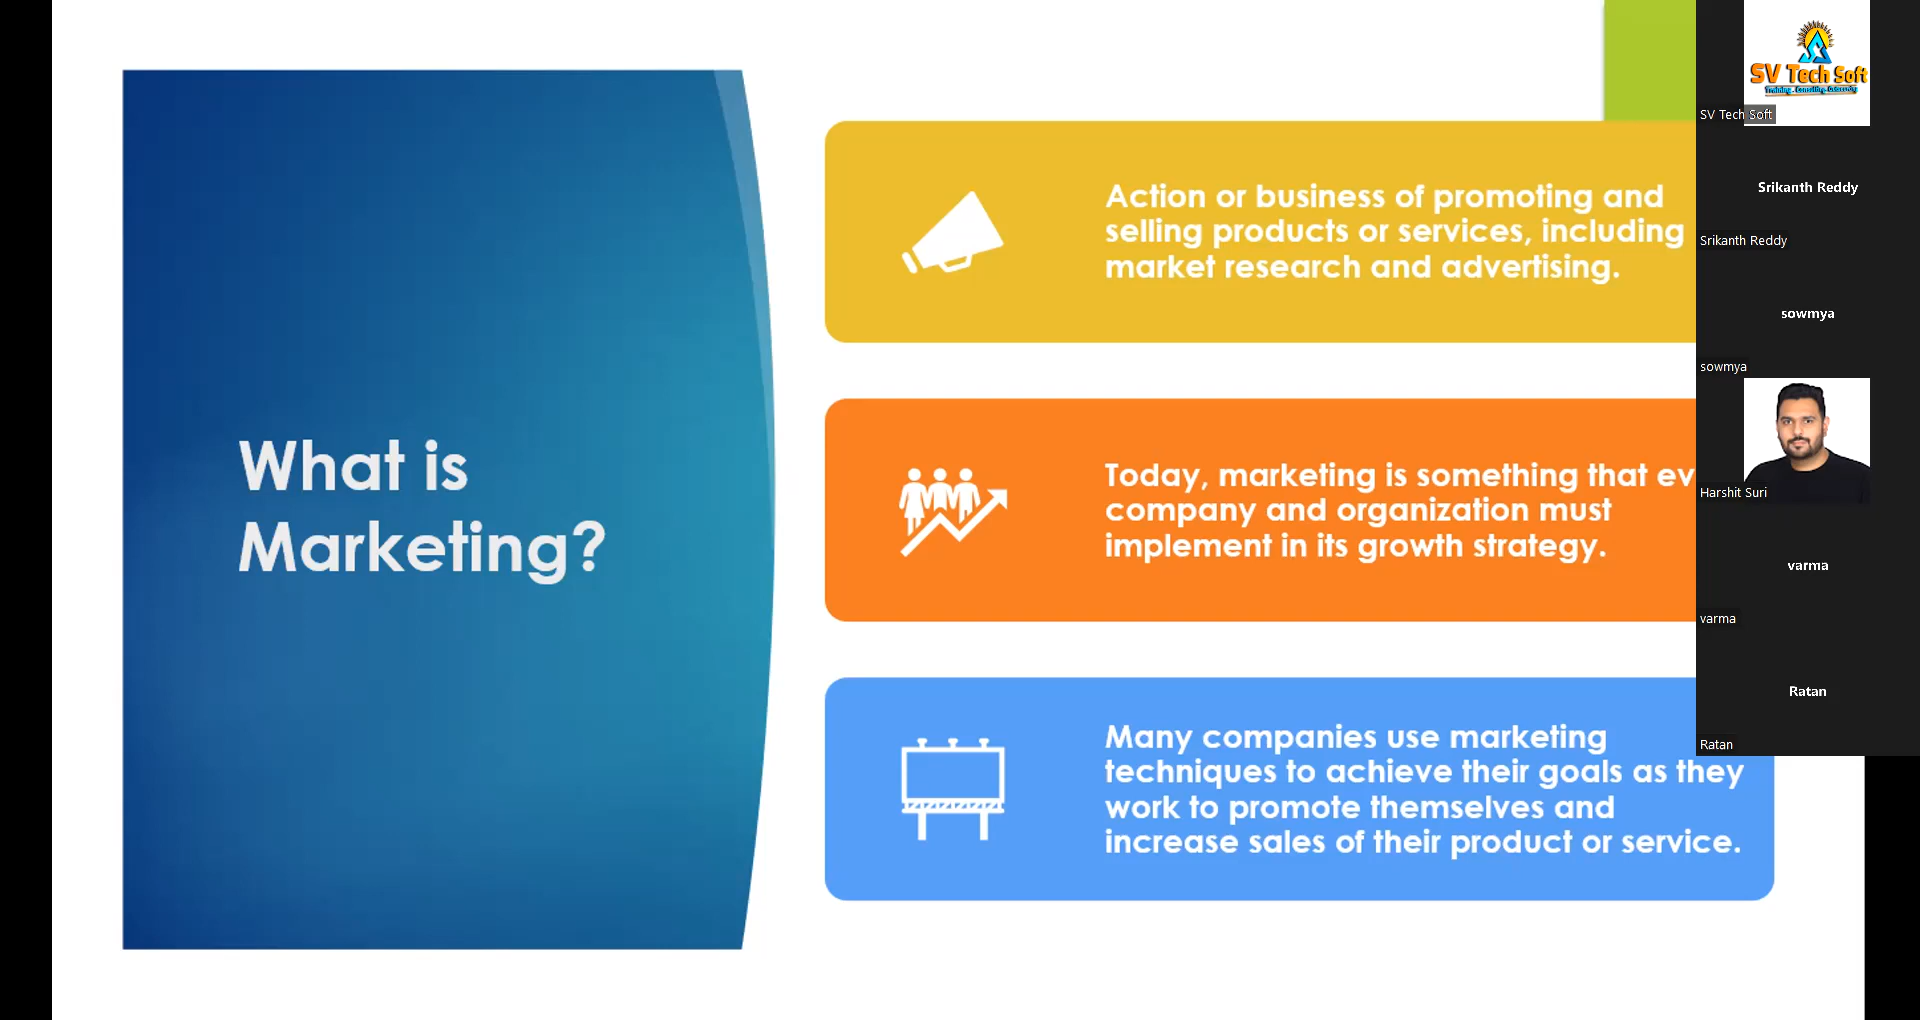 What is
Marketing?
Action or business of promoting and
selling products or services, including
market research and advertising.
Today, marketing is something that ev
company and organization must
implement in its growth strategy.
Many companies use marketing
techniques to achieve their goals as they
work to promote themselves and
increase sales of their product or service.
SV Tech Soft
Training . Consulting.
SV Tech Soft
Srikanth Reddy
Srikanth Reddy
sowmya
sowmya
Harshit Suri
varma
varma
Ratan
Ratan